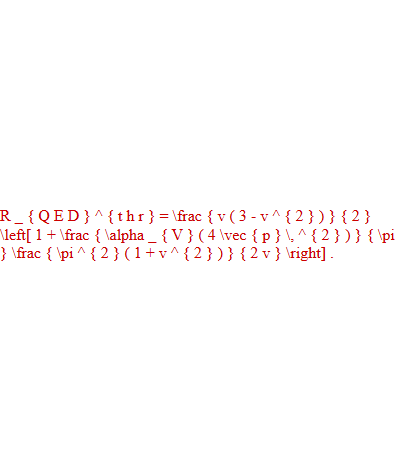 R _ { Q E D } ^ { t h r } = \frac { v ( 3 - v ^ { 2 } ) } { 2 }
\left[ 1 + \frac { \alpha _ { V } ( 4 \vec { p } \, ^ { 2 } ) } { \pi
} \frac { \pi ^ { 2 } ( 1 + v ^ { 2 } ) } { 2 v } \right] .